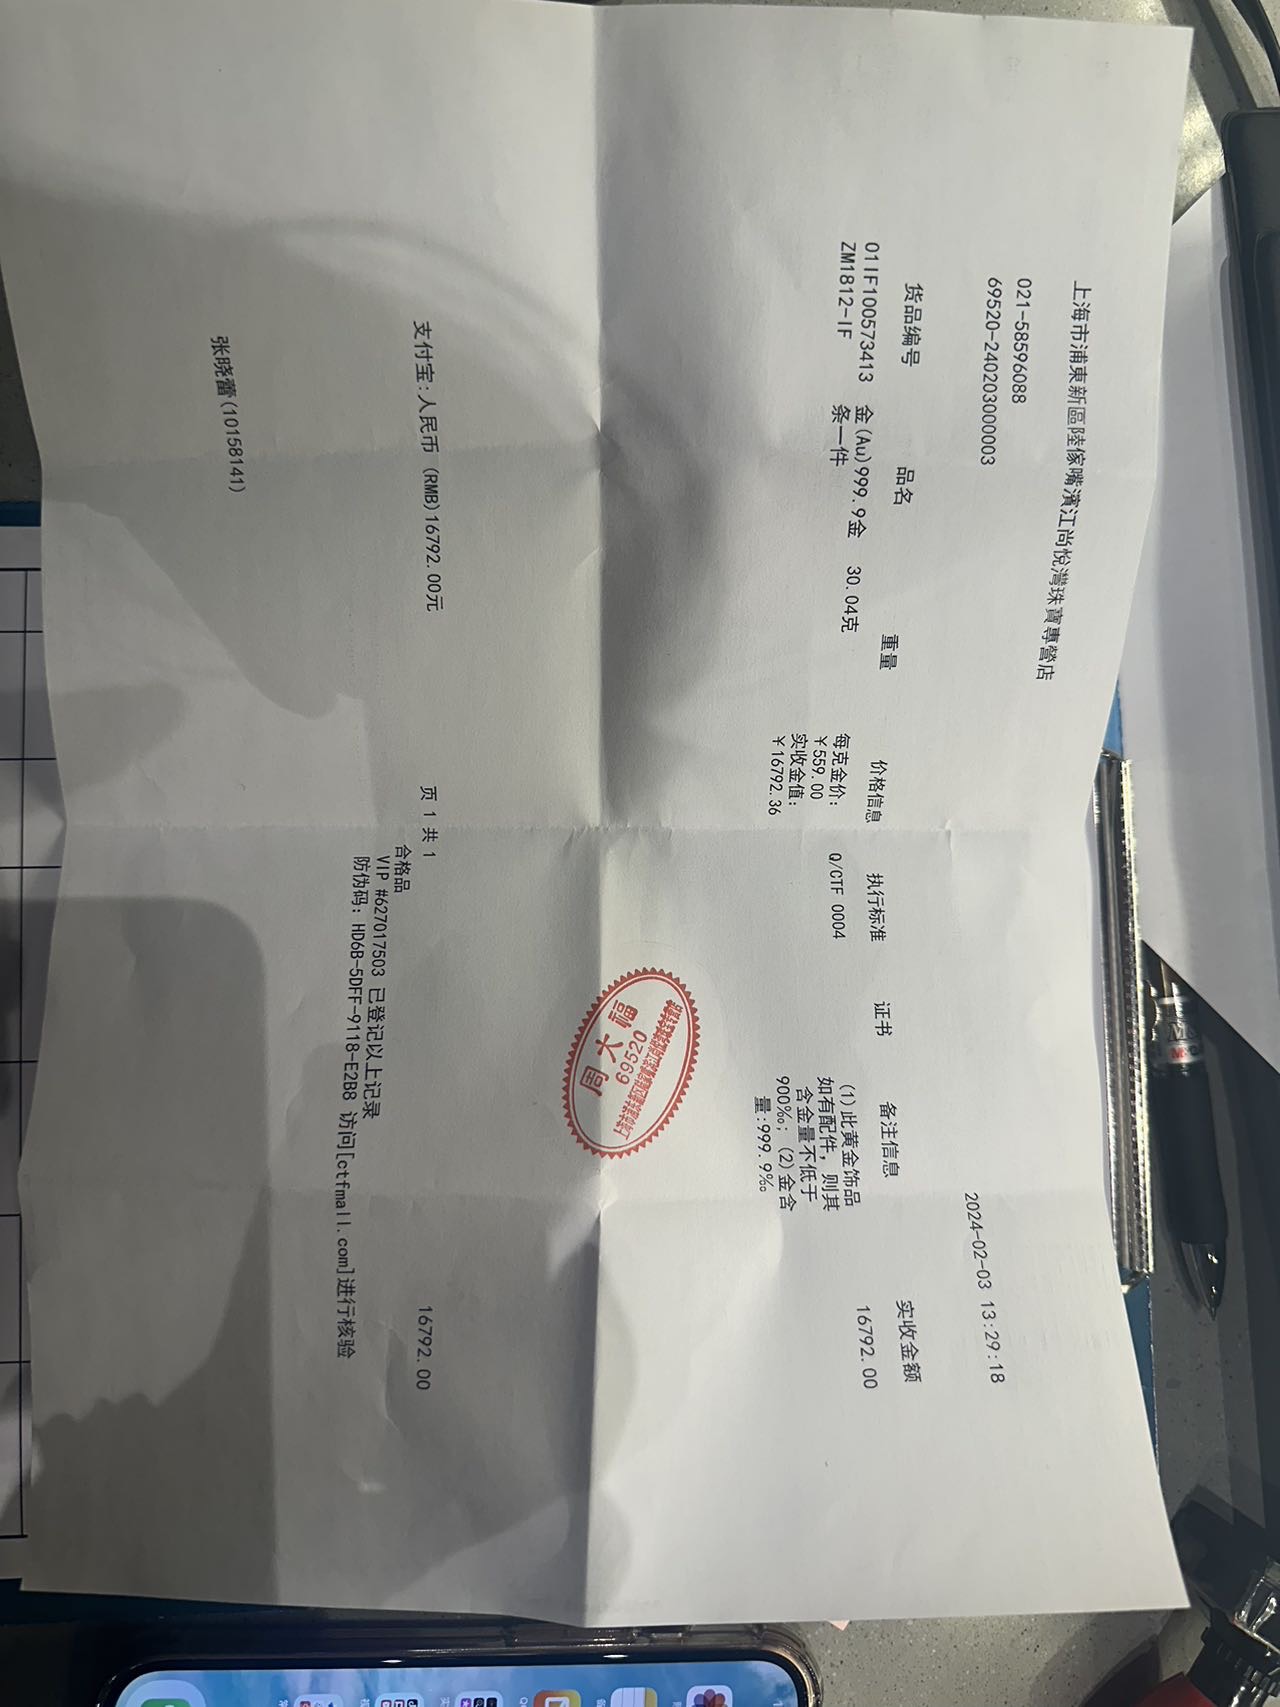 上海市浦東新區陸傢嘴濱江尚悅灣珠寶專營店
021-58596088
69520-240203000003
2024-02-03 13:29:18
货品编号 品名 重量 价格信息 执行标准 证书 备注信息 实收金额
01IF100573413 金(Au)999.9金 30.04克 每克金价: Q/CTF 0004 (1)此黄金饰品 16792.00
ZM1812-IF 条一件 ￥559.00 如有配件，则其
实收金值: 含金量不低于
￥16792.36 900‰；(2)金含
量:999.9‰
周大福
69520
支付宝:人民币 (RMB)16792.00元 页 1 共 1 16792.00
合格品
VIP #627017503 已登记以上记录
防伪码: HD6B-5DFF-9118-E2B8 访问[ctfmall.com]进行核验
张晓蕾(10158141)